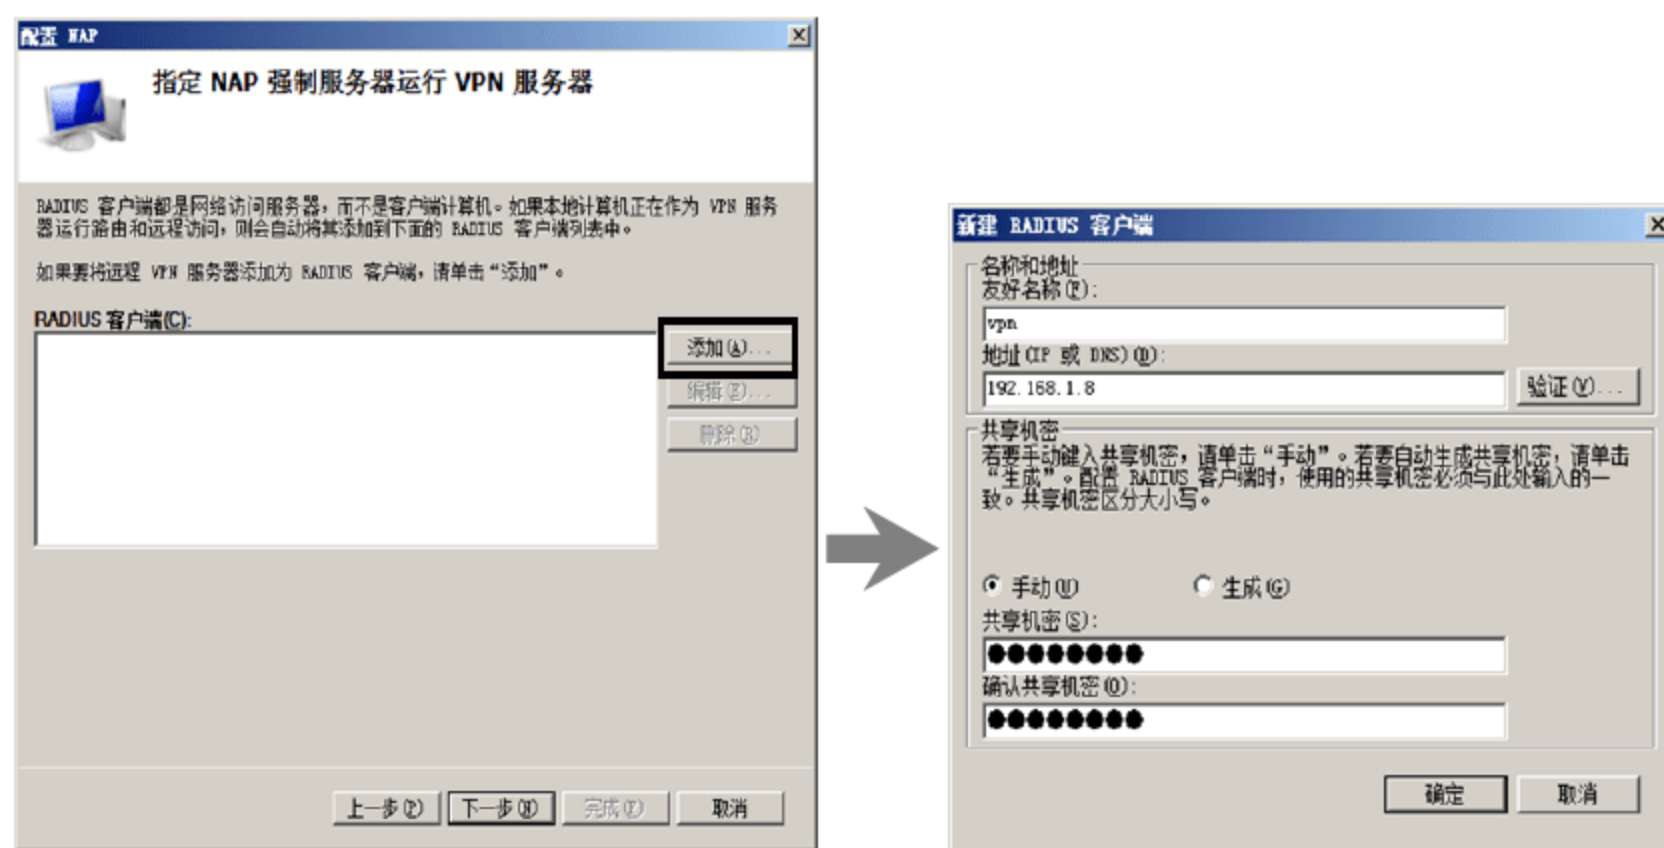 配置 NAP
指定 NAP 强制服务器运行 VPN 服务器
RADIUS 客户端都是网络访问服务器，而不是客户端计算机。如果本地计算机正在作为 VPN 服务
器运行路由和远程访问，则会自动将其添加到下面的 RADIUS 客户端列表中。
如果要将远程 VPN 服务器添加为 RADIUS 客户端，请单击“添加”。
RADIUS 客户端(C):
添加(A)...
编辑(E)...
删除(R)
上一步(P)
下一步(N)
完成(F)
取消
新建 RADIUS 客户端
名称和地址
友好名称(F):
vpn
地址(IP 或 DNS)(D):
192.168.1.8
验证(V)...
共享机密
若要手动键入共享机密，请单击“手动”。若要自动生成共享机密，请单击
“生成”。配置 RADIUS 客户端时，使用的共享机密必须与此处输入的一
致。共享机密区分大小写。
手动(U)
生成(G)
共享机密(S):
●●●●●●●●
确认共享机密(O):
●●●●●●●●
确定
取消